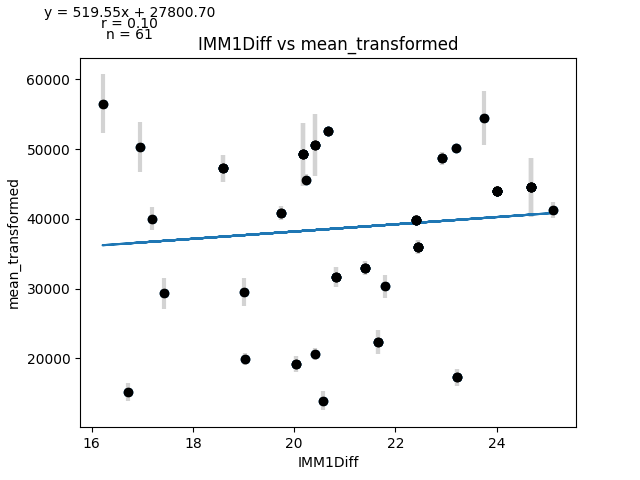 y = 519.55x + 27800.70
r = 0.10
n = 61
IMM1Diff vs mean_transformed
60000
50000
40000
30000
20000
mean_transformed
16
18
20
22
24
IMM1Diff